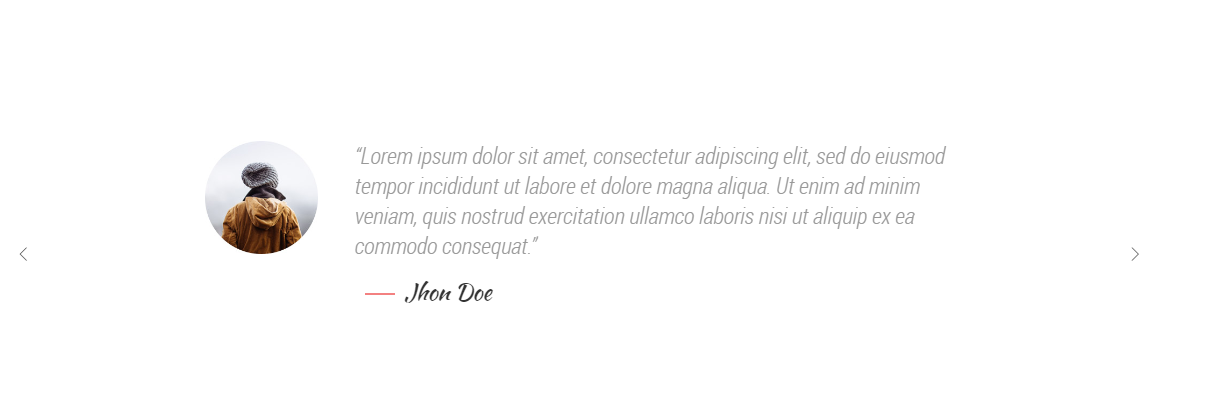 “Lorem ipsum dolor sit amet, consectetur adipiscing elit, sed do eiusmod
tempor incididunt ut labore et dolore magna aliqua. Ut enim ad minim
veniam, quis nostrud exercitation ullamco laboris nisi ut aliquip ex ea
commodo consequat.”
Jhon Doe